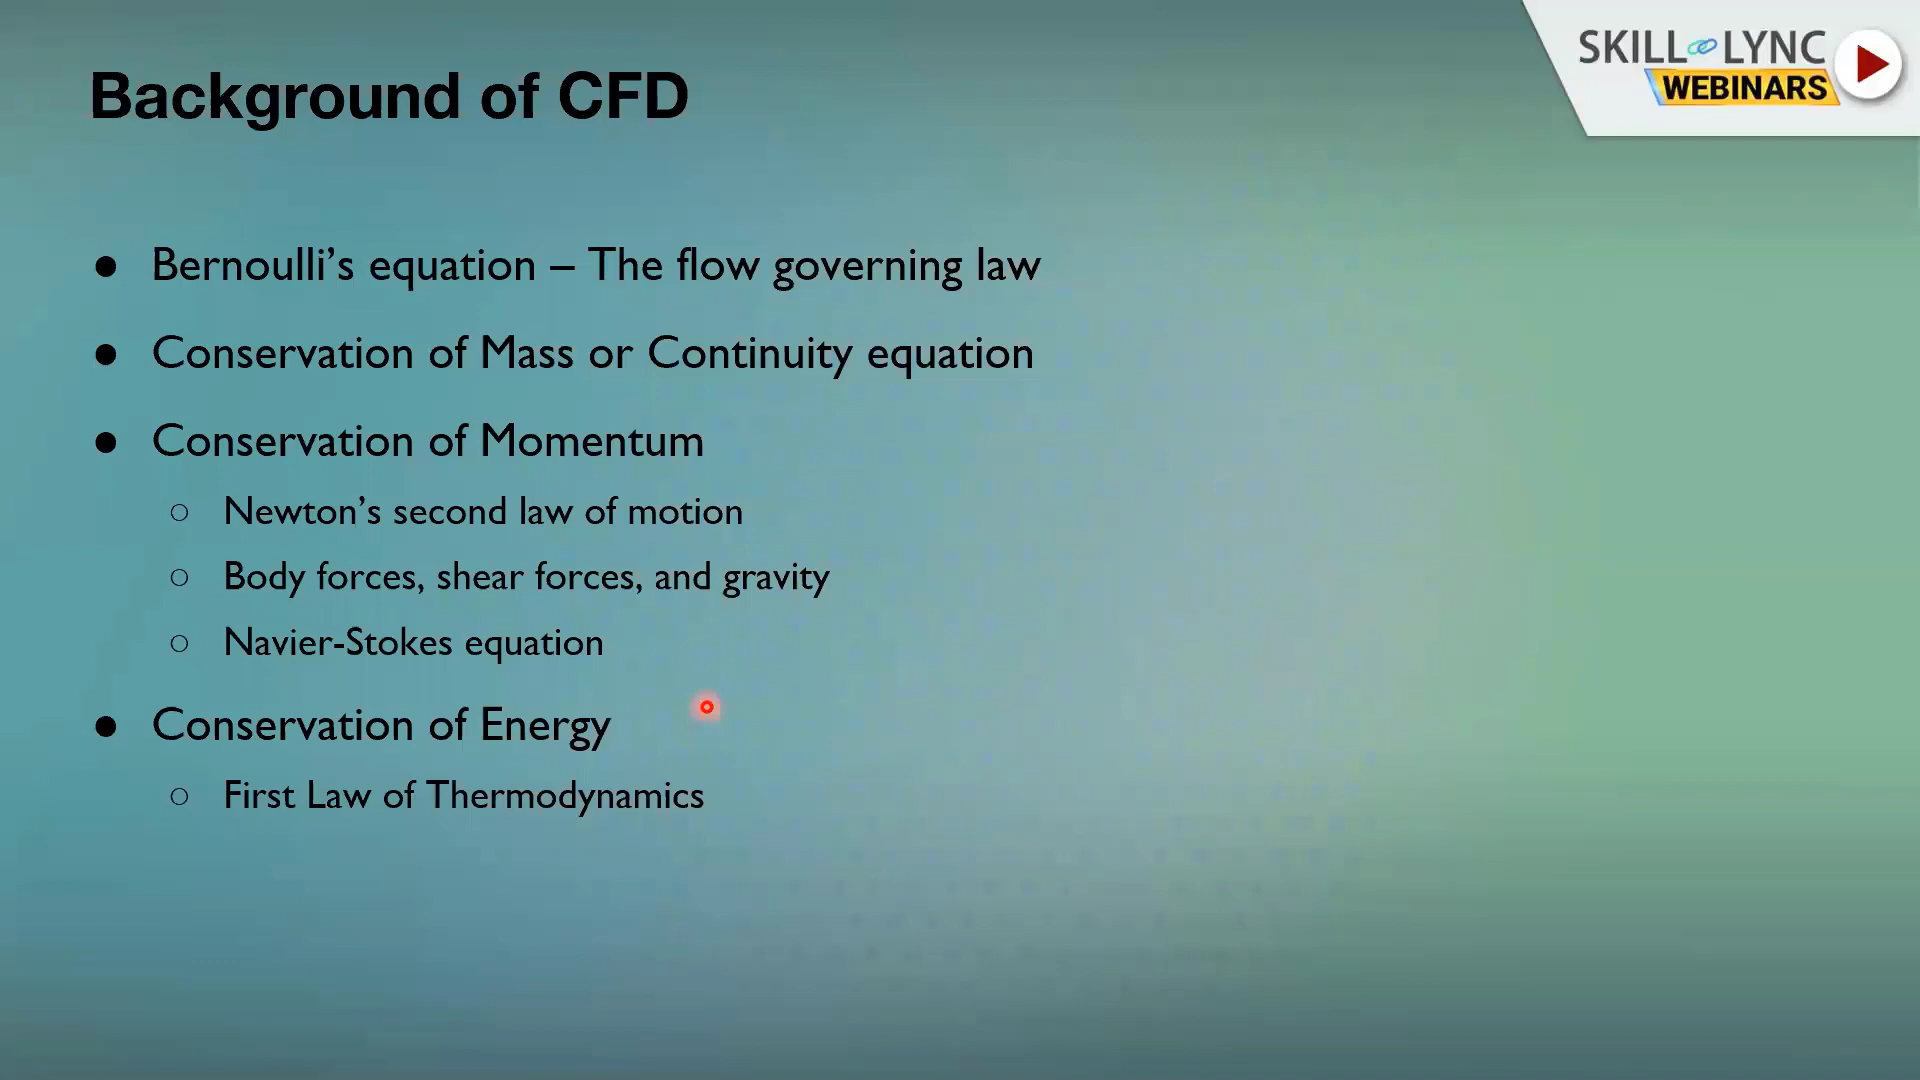 SKILL LYNC
WEBINARS
Background of CFD
● Bernoulli’s equation – The flow governing law
● Conservation of Mass or Continuity equation
● Conservation of Momentum
○ Newton’s second law of motion
○ Body forces, shear forces, and gravity
○ Navier-Stokes equation
● Conservation of Energy
○ First Law of Thermodynamics